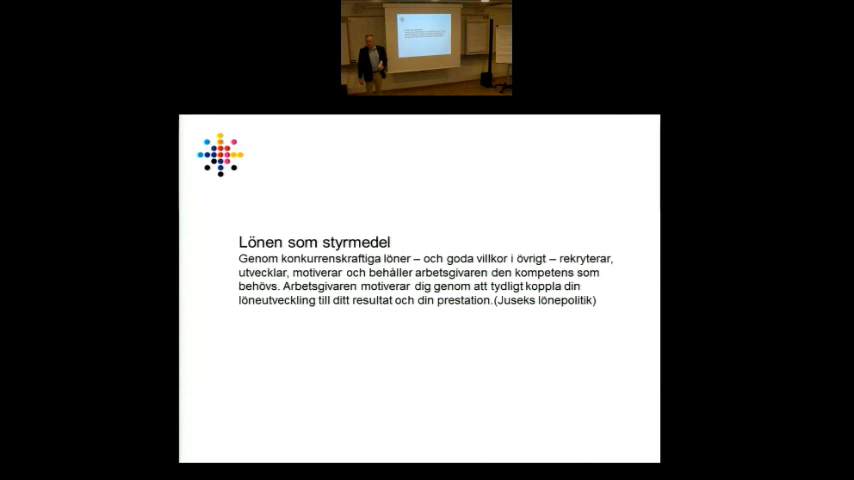 Lönen som styrmedel
Genom konkurrenskraftiga löner – och goda villkor i övrigt – rekryterar,
utvecklar, motiverar och behåller arbetsgivaren den kompetens som
behövs. Arbetsgivaren motiverar dig genom att tydligt koppla din
löneutveckling till ditt resultat och din prestation.(Juseks lönepolitik)